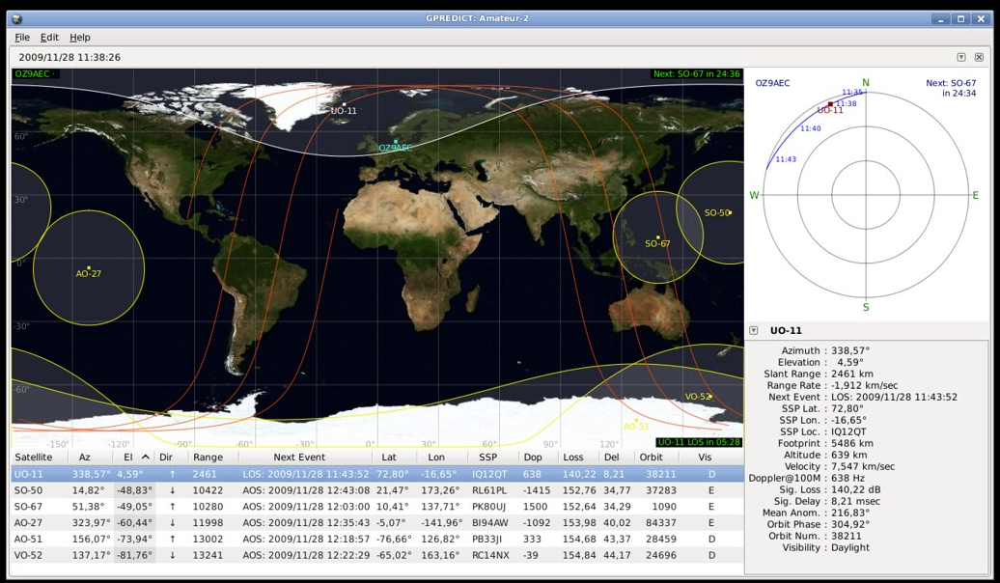 GPREDICT: Amateur-2
File Edit Help
2009/11/28 11:38:26
OZ9AEC
Next: SO-67 in 24:36
UO-11
OZ9AEC
SO-50
SO-67
AO-27
VO-52
AO-51
60°
30°
0°
-30°
-60°
-150° -120° -90° -60° -30° 0° 30° 60° 90° 120°
UO-11 LOS in 05:28
OZ9AEC
N
Next: SO-67
in 24:34
11:35
11:38
UO-11
11:40
11:43
W
E
S
Satellite Az El Dir Range Next Event Lat Lon SSP Dop Loss Del Orbit Vis
UO-11 338,57° 4,59° ↑ 2461 LOS: 2009/11/28 11:43:52 72,80° -16,65° IQ12QT 638 140,22 8,21 38211 D
SO-50 14,82° -48,83° ↓ 10422 AOS: 2009/11/28 12:43:08 21,47° 173,26° RL61PL -1415 152,76 34,77 37283 D
SO-67 51,38° -49,05° ↑ 10280 AOS: 2009/11/28 12:03:00 10,41° 137,71° PK80UJ 1500 152,64 34,29 1090 E
AO-27 323,97° -60,44° ↓ 11998 AOS: 2009/11/28 12:35:43 -5,07° -141,96° BI94AW -1092 153,98 40,02 84337 E
AO-51 156,07° -73,94° ↑ 13002 AOS: 2009/11/28 12:18:57 -76,66° 126,82° PB33JI 333 154,68 43,37 28459 D
VO-52 137,17° -81,76° ↓ 13241 AOS: 2009/11/28 12:22:29 -65,02° 163,16° RC14NX -39 154,84 44,17 24696 D
UO-11
Azimuth : 338,57°
Elevation : 4,59°
Slant Range : 2461 km
Range Rate : -1,912 km/sec
Next Event : LOS: 2009/11/28 11:43:52
SSP Lat. : 72,80°
SSP Lon. : -16,65°
SSP Loc. : IQ12QT
Footprint : 5486 km
Altitude : 639 km
Velocity : 7,547 km/sec
Doppler@100M : 638 Hz
Sig. Loss : 140,22 dB
Sig. Delay : 8,21 msec
Mean Anom. : 216,83°
Orbit Phase : 304,92°
Orbit Num. : 38211
Visibility : Daylight